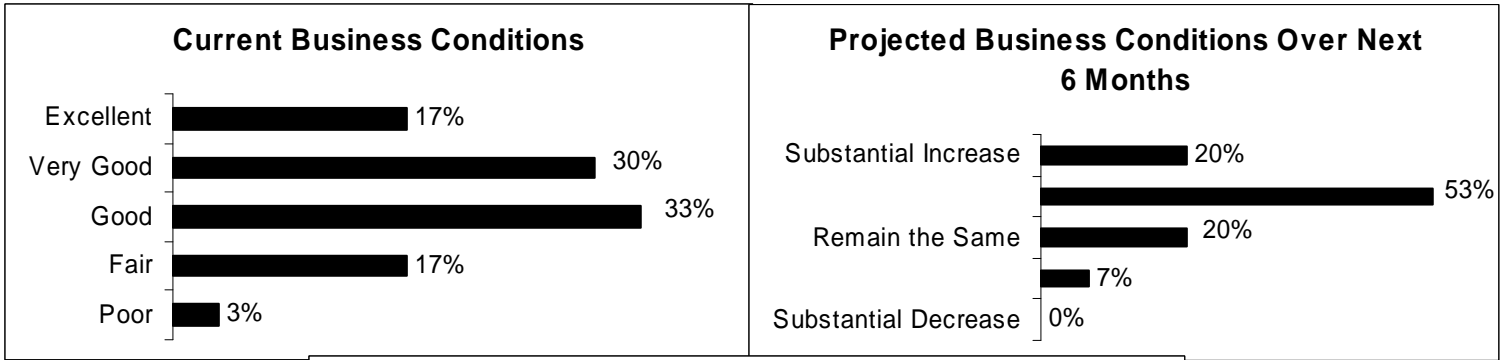 Current Business Conditions
Excellent 17%
Very Good 30%
Good 33%
Fair 17%
Poor 3%
Projected Business Conditions Over Next
6 Months
Substantial Increase 20%
53%
Remain the Same 20%
7%
Substantial Decrease 0%